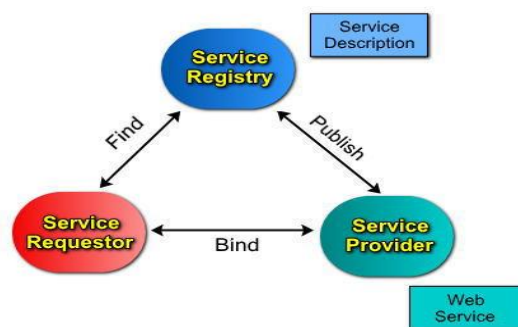 Service
Description
Service
Registry
Find
Publish
Service
Requestor
Bind
Service
Provider
Web
Service